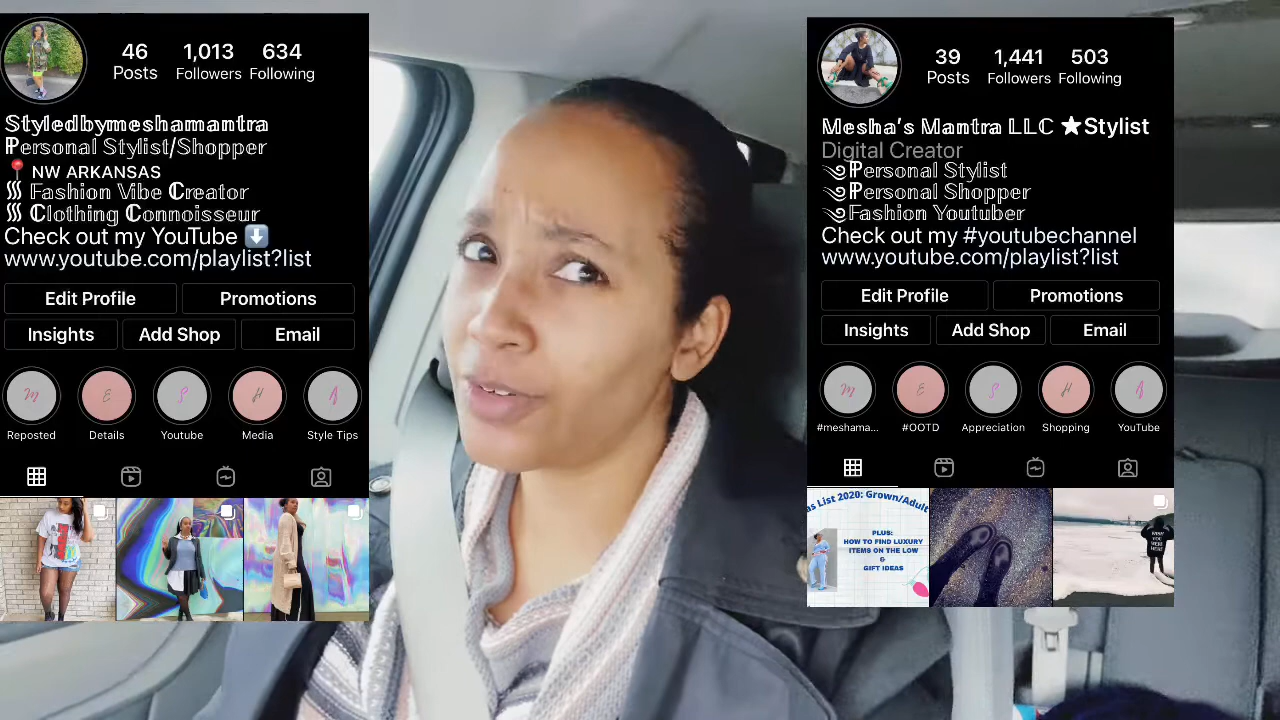 46 1,013 634
Posts Followers Following
Styledbymeshamantra
Personal Stylist/Shopper
NW ARKANSAS
Fashion Vibe Creator
Clothing Connoisseur
Check out my YouTube
www.youtube.com/playlist?list
Edit Profile Promotions
Insights Add Shop Email
M E S H A
Reposted Details Youtube Media Style Tips
39 1,441 503
Posts Followers Following
Mesha's Mantra LLC ★Stylist
Digital Creator
Personal Stylist
Personal Shopper
Fashion Youtuber
Check out my #youtubechannel
www.youtube.com/playlist?list
Edit Profile Promotions
Insights Add Shop Email
M E S H A
#meshama... #OOTD Appreciation Shopping YouTube
List 2020: Grown/Adult
PLUS:
HOW TO FIND LUXURY
ITEMS ON THE LOW
&
GIFT IDEAS